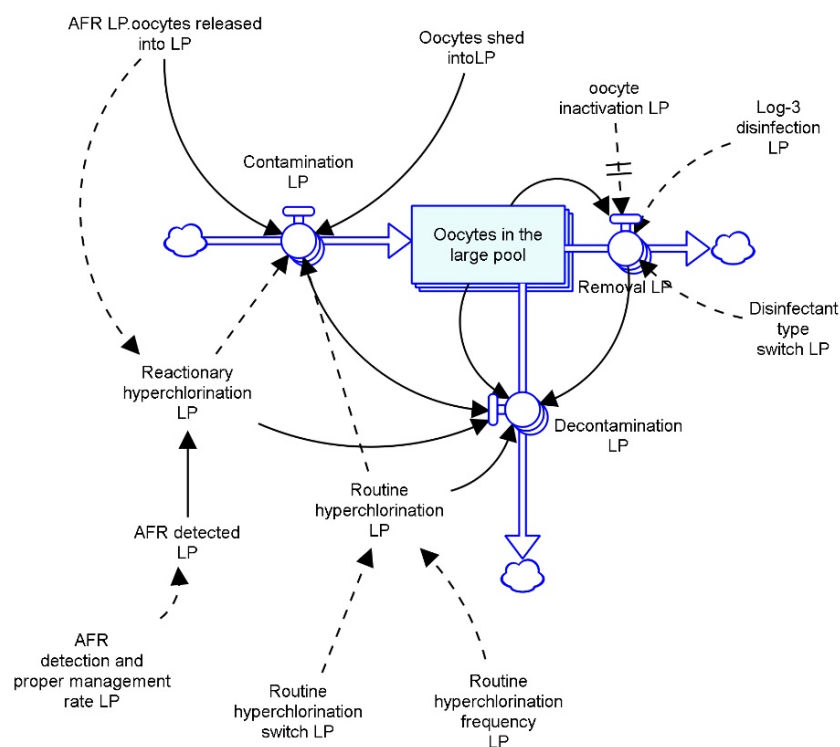 AFR LP.oocytes released
into LP
Oocytes shed
intoLP
oocyte
inactivation LP
Log-3
disinfection
LP
Contamination
LP
Oocytes in the
large pool
Removal LP
Disinfectant
type
switch LP
Reactionary
hyperchlorination
LP
Decontamination
LP
Routine
hyperchlorination
LP
AFR detected
LP
AFR
detection and
proper management
rate LP
Routine
hyperchlorination
switch LP
Routine
hyperchlorination
frequency
LP